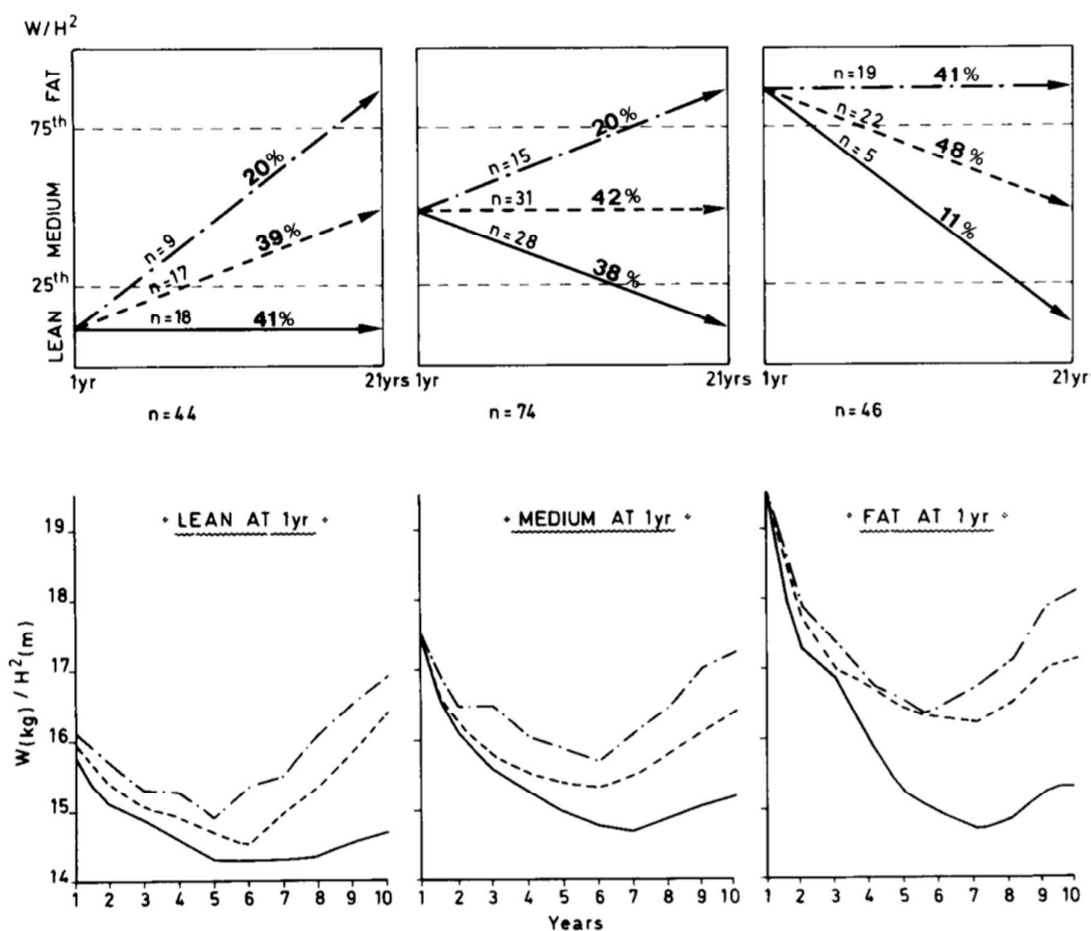 W/H²
FAT
75th
MEDIUM
25th
LEAN
n=9
20%
n=17
39%
n=18
41%
1yr
21yrs
n=44
n=15
20%
n=31
42%
n=28
38%
1yr
21yrs
n=74
n=19
41%
n=22
48%
n=5
11%
1yr
21yrs
n=46
W(kg)/H²(m)
19
18
17
16
15
14
LEAN AT 1yr
1 2 3 4 5 6 7 8 9 10
MEDIUM AT 1yr
1 2 3 4 5 6 7 8 9 10
FAT AT 1yr
1 2 3 4 5 6 7 8 9 10
Years